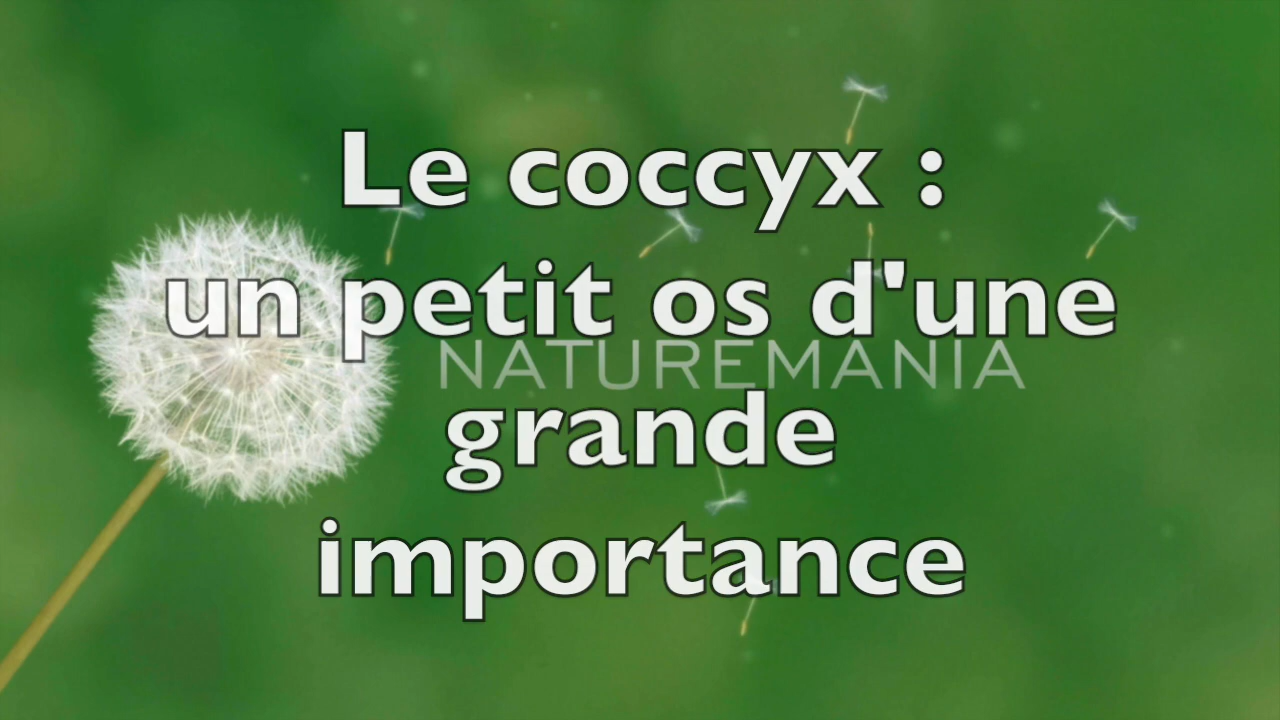 Le coccyx :
un petit os d'une
NATUREMANIA
grande
importance